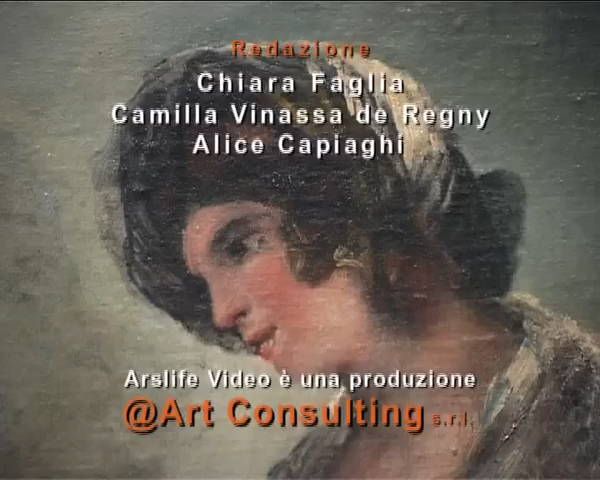 Redazione
Chiara Faglia
Camilla Vinassa de Regny
Alice Capiaghi
Arslife Video è una produzione
@Art Consulting s.r.l.